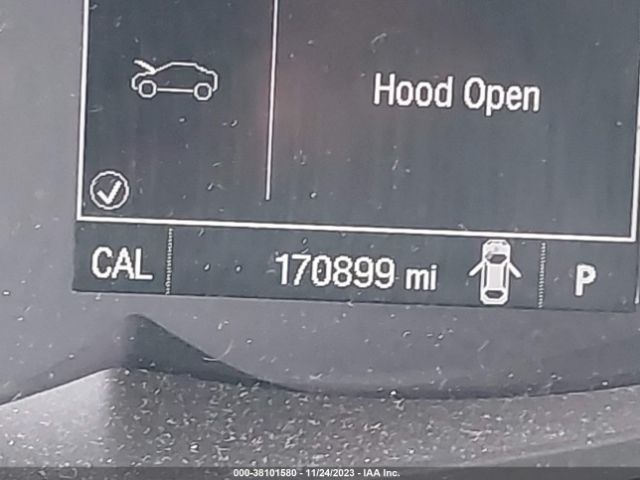 Hood Open
CAL 170899 mi P
000-38101580 - 11/24/2023 - IAA Inc.